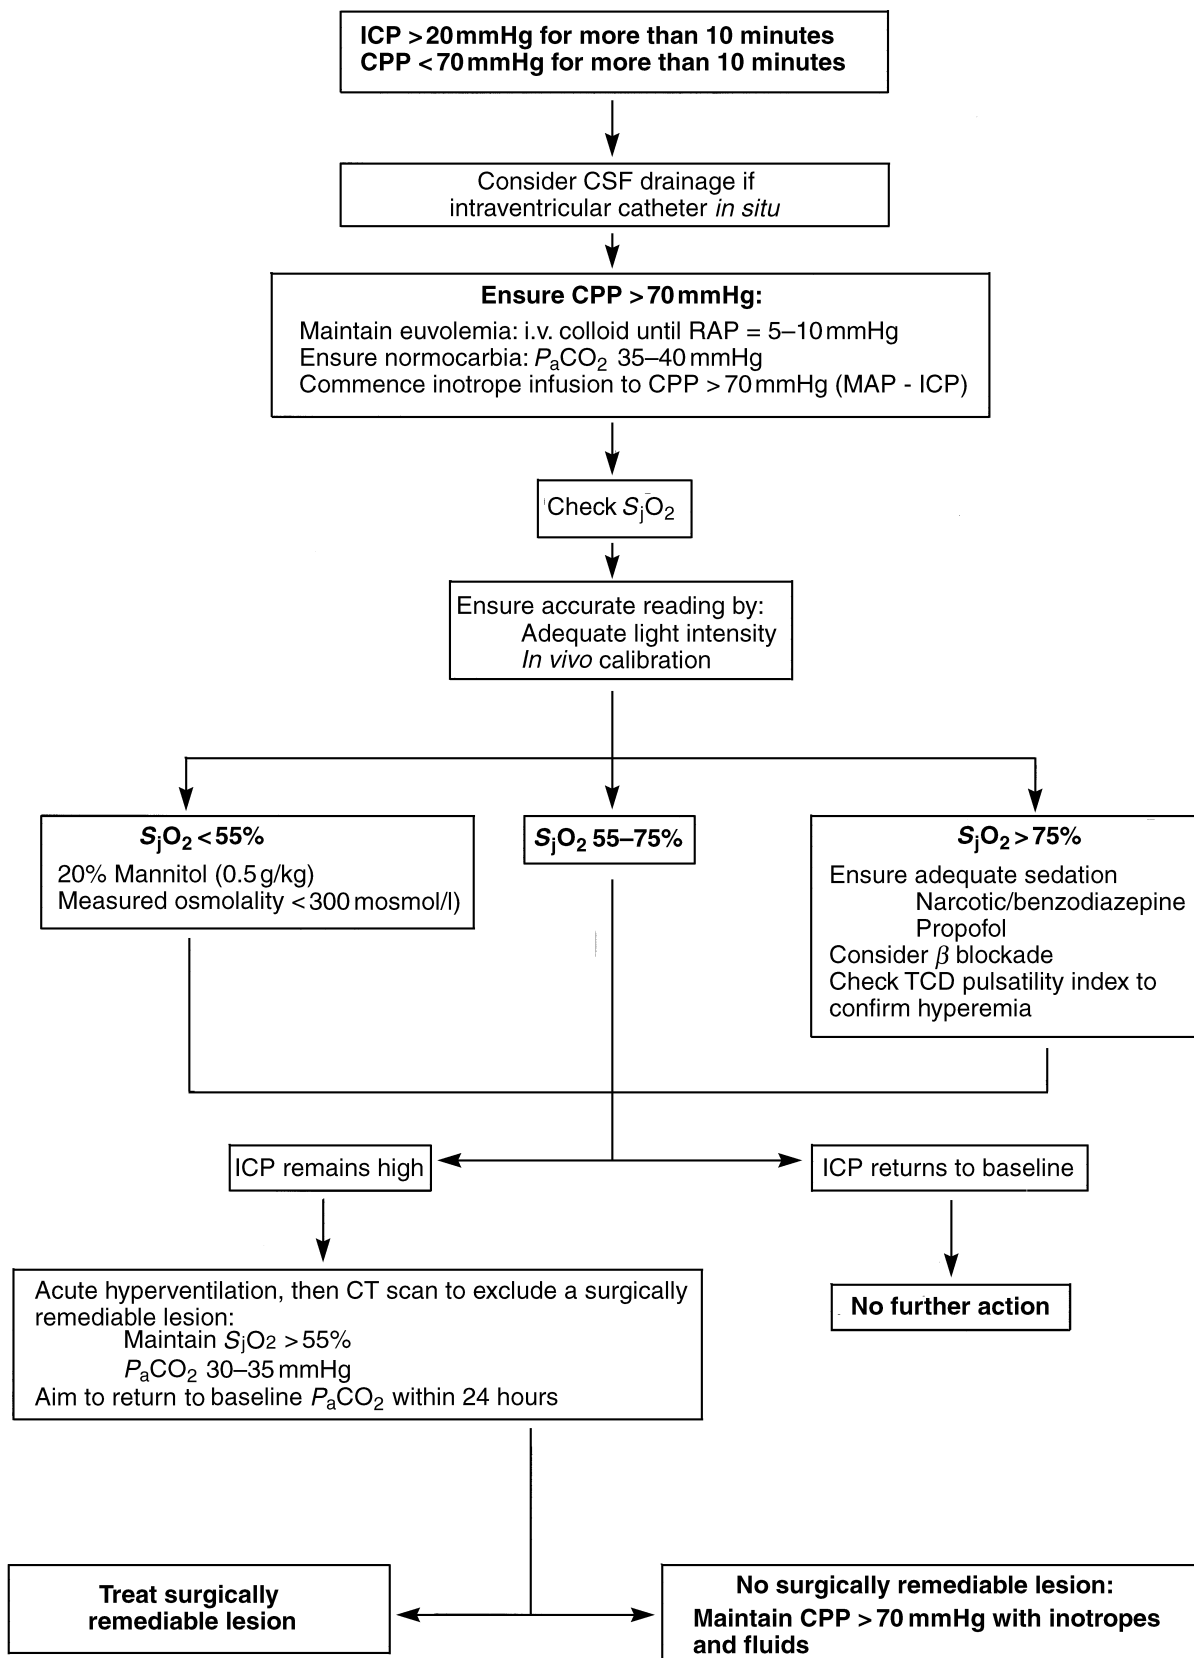 ICP > 20 mmHg for more than 10 minutes
CPP < 70 mmHg for more than 10 minutes
Consider CSF drainage if
intraventricular catheter in situ
Ensure CPP > 70 mmHg:
Maintain euvolemia: i.v. colloid until RAP = 5–10 mmHg
Ensure normocarbia: PaCO2 35–40 mmHg
Commence inotrope infusion to CPP > 70 mmHg (MAP - ICP)
Check SjO2
Ensure accurate reading by:
Adequate light intensity
In vivo calibration
SjO2 < 55%
20% Mannitol (0.5 g/kg)
Measured osmolality < 300 mosmol/l)
SjO2 55–75%
SjO2 > 75%
Ensure adequate sedation
Narcotic/benzodiazepine
Propofol
Consider β blockade
Check TCD pulsatility index to
confirm hyperemia
ICP remains high
ICP returns to baseline
Acute hyperventilation, then CT scan to exclude a surgically
remediable lesion:
Maintain SjO2 > 55%
PaCO2 30–35 mmHg
Aim to return to baseline PaCO2 within 24 hours
No further action
Treat surgically
remediable lesion
No surgically remediable lesion:
Maintain CPP > 70 mmHg with inotropes
and fluids